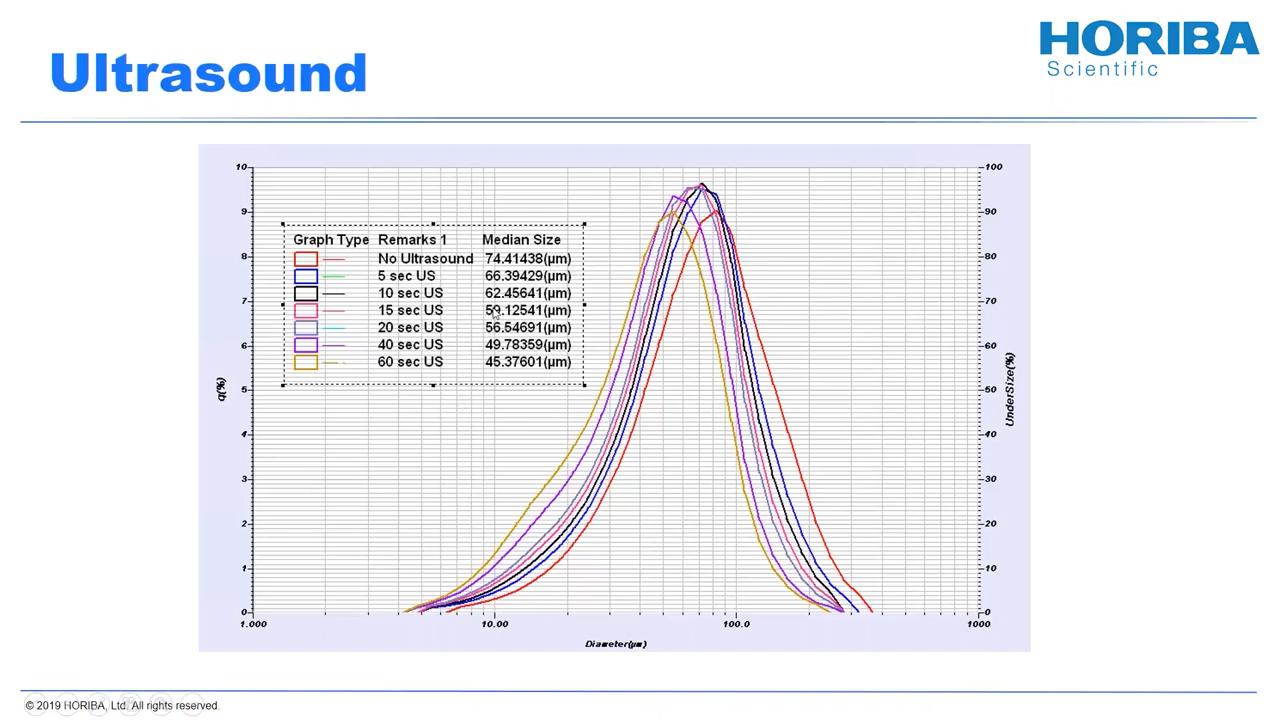 Ultrasound
HORIBA
Scientific
Graph Type Remarks 1 Median Size
No Ultrasound 74.41438(µm)
5 sec US 66.39429(µm)
10 sec US 62.45641(µm)
15 sec US 59.12541(µm)
20 sec US 56.54691(µm)
40 sec US 49.78359(µm)
60 sec US 45.37601(µm)
10
9
8
7
6
5
4
3
2
1
0
q(%)
100
90
80
70
60
50
40
30
20
10
0
UnderSize(%)
1.000 10.00 100.0 1000
Diameter(µm)
© 2019 HORIBA, Ltd. All rights reserved.